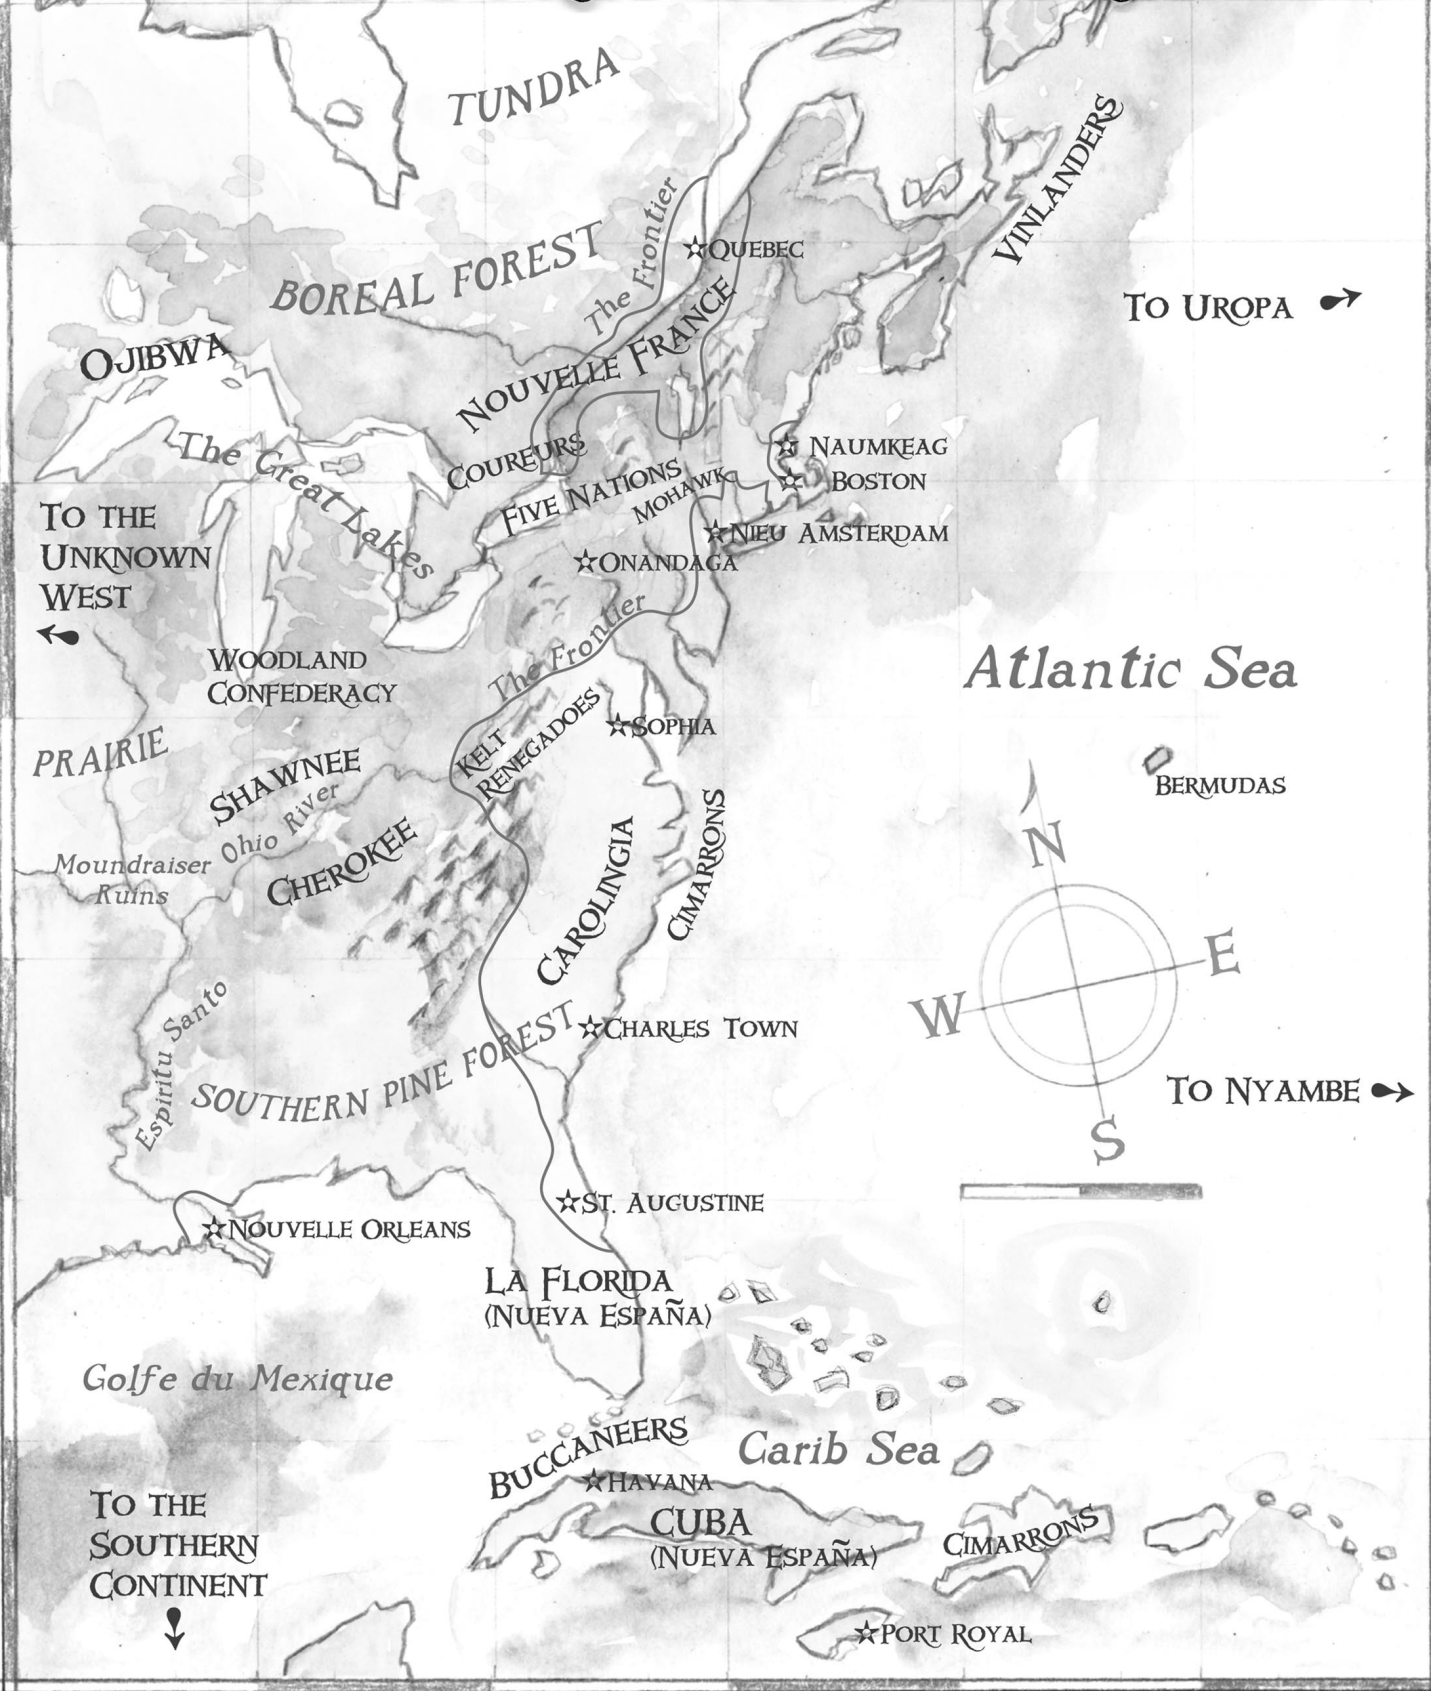 TUNDRA
VINLANDERS
The Frontier
QUEBEC
BOREAL FOREST
TO UROPA
OJIBWA
NOUVELLE FRANCE
The Great Lakes
COUREURS
NAUMKEAG
FIVE NATIONS
BOSTON
MOHAWK
TO THE
UNKNOWN
WEST
NIEU AMSTERDAM
ONANDAGA
The Frontier
WOODLAND
CONFEDERACY
Atlantic Sea
KELT
RENEGADOES
SOPHIA
PRAIRIE
SHAWNEE
BERMUDAS
Ohio River
CIMARRONS
N
Moundraiser
Ruins
CHEROKEE
CAROLINGIA
E
W
Espiritu Santo
SOUTHERN PINE FOREST
CHARLES TOWN
TO NYAMBE
S
ST. AUGUSTINE
NOUVELLE ORLEANS
LA FLORIDA
(NUEVA ESPAÑA)
Golfe du Mexique
BUCCANEERS
Carib Sea
HAVANA
TO THE
SOUTHERN
CONTINENT
CUBA
(NUEVA ESPAÑA)
CIMARRONS
PORT ROYAL